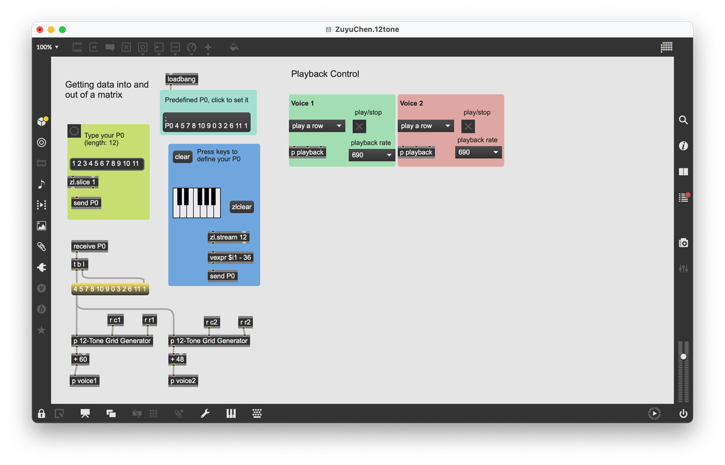 ZuyuChen.12tone
100%
Getting data into and
out of a matrix
loadbang
Predefined P0, click to set it
;
P0 4 5 7 8 10 9 0 3 2 6 11 1
Type your P0
(length: 12)
1 2 3 4 5 6 7 8 9 10 11
zl.slice 1
send P0
clear
Press keys to
define your P0
zlclear
zl.stream 12
vexpr $i1 - 36
send P0
Playback Control
Voice 1
play/stop
play a row
playback rate
p playback
690
Voice 2
play/stop
play a row
playback rate
p playback
690
receive P0
t b l
4 5 7 8 10 9 0 3 2 6 11 1
r c1
r r1
r c2
r r2
p 12-Tone Grid Generator
p 12-Tone Grid Generator
+ 60
+ 48
p voice1
p voice2